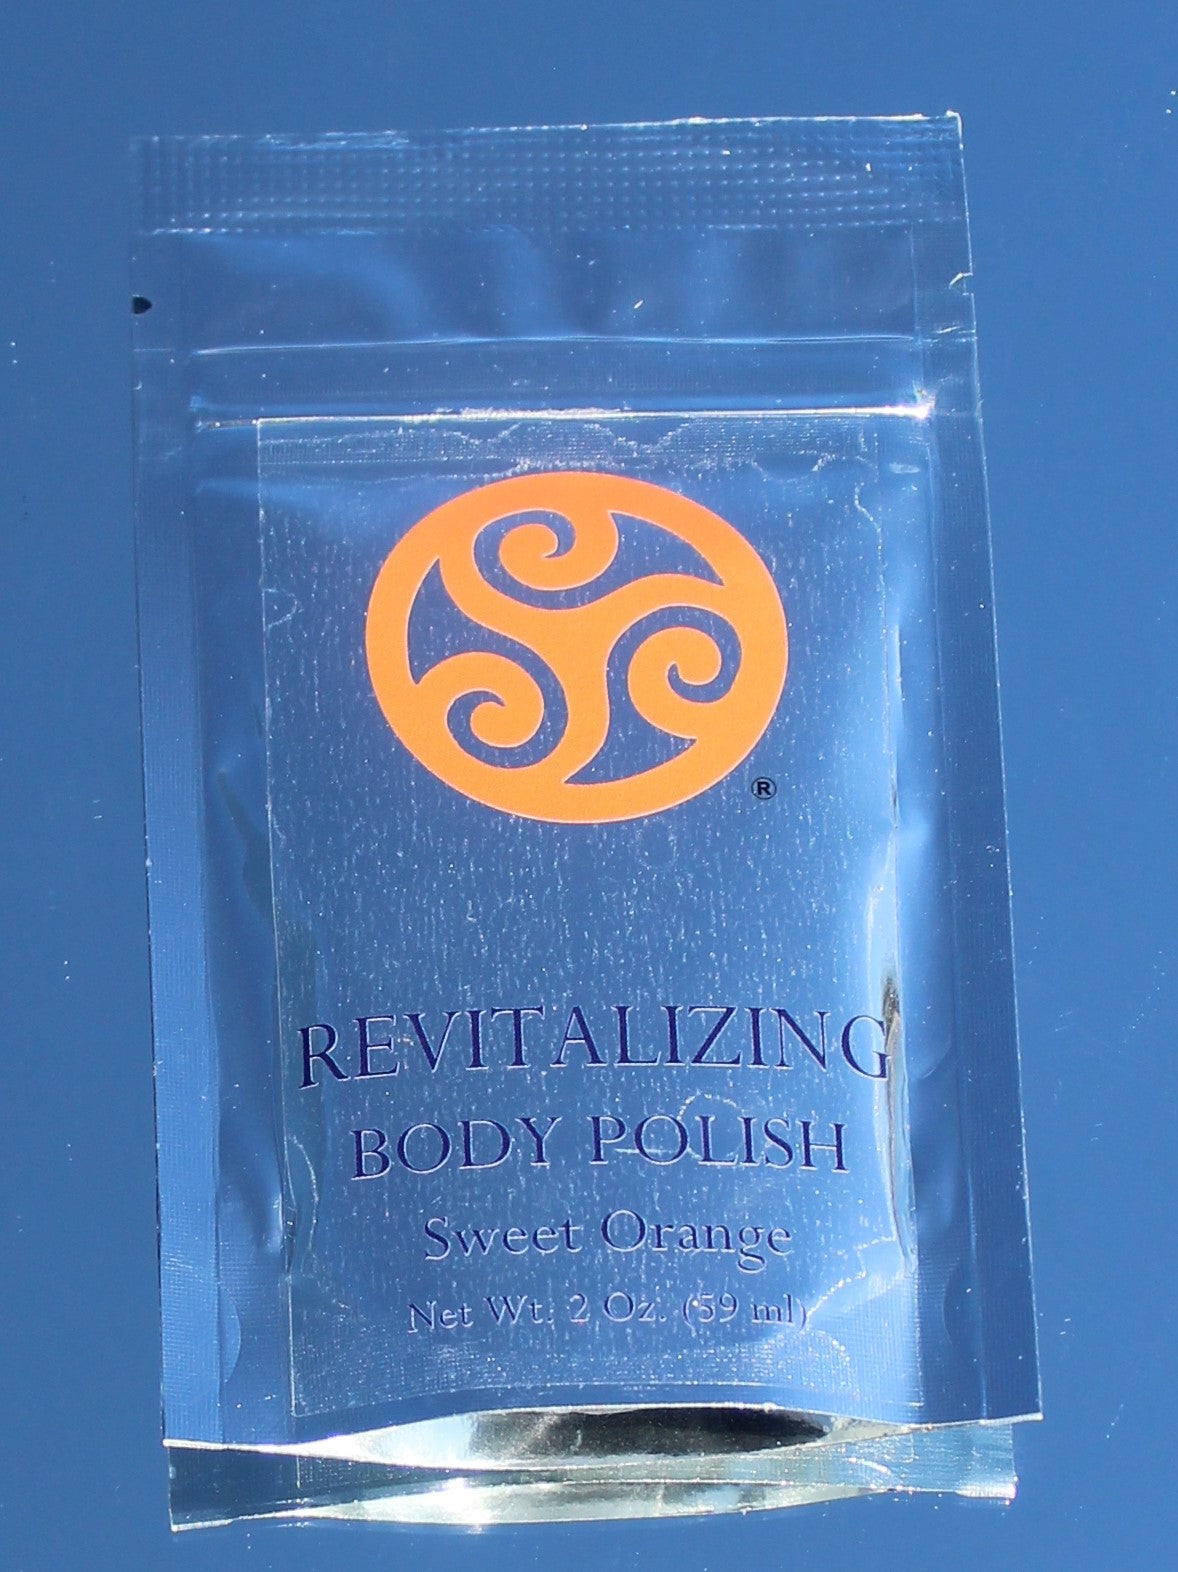 ®
REVITALIZING
BODY POLISH
Sweet Orange
Net Wt. 2 Oz. (59 ml)